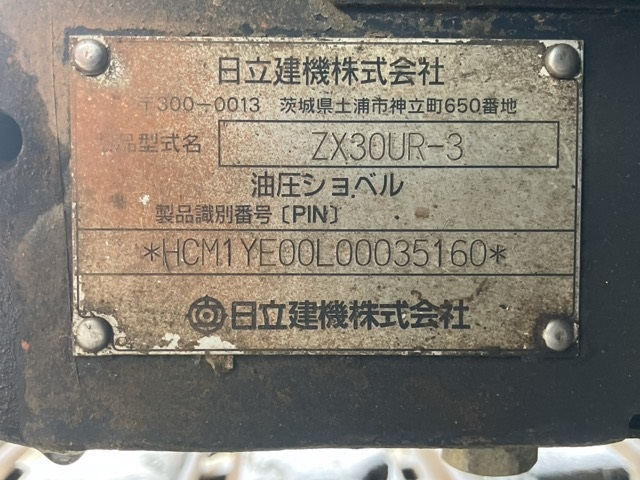 日立建機株式会社
〒300-0013 茨城県土浦市神立町650番地
製品型式名 ZX30UR-3
油圧ショベル
製品識別番号〔PIN〕
*HCM1YE00L00035160*
日立建機株式会社